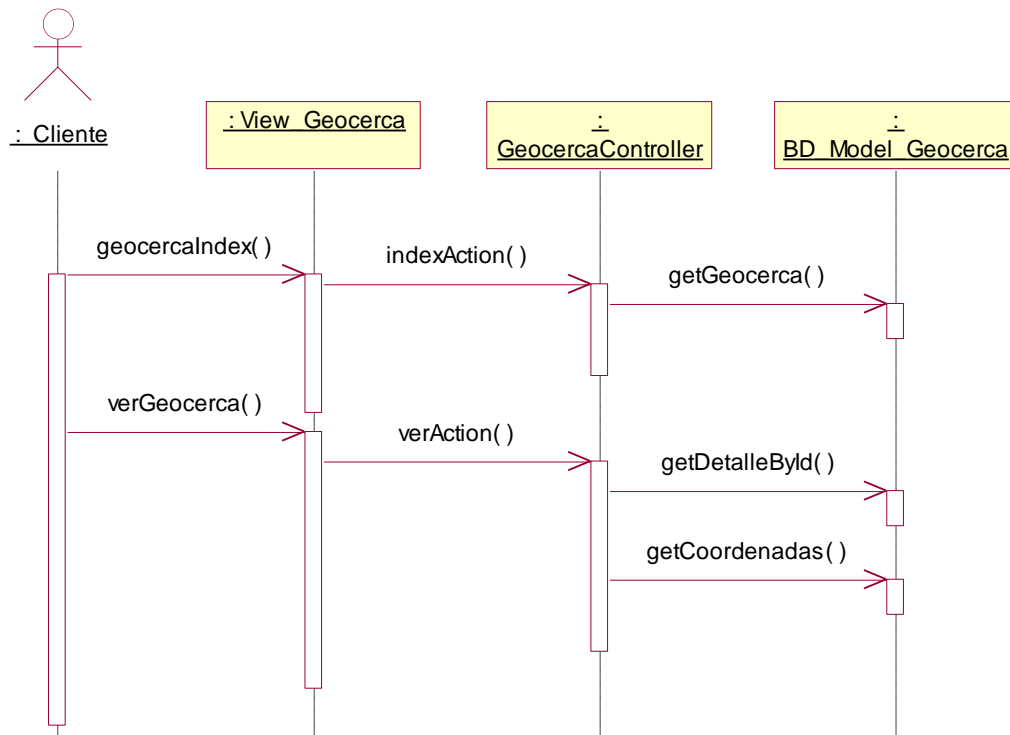 : Cliente
: View_Geocerca
:
GeocercaController
:
BD_Model_Geocerca
geocercaIndex( )
indexAction( )
getGeocerca( )
verGeocerca( )
verAction( )
getDetalleById( )
getCoordenadas( )